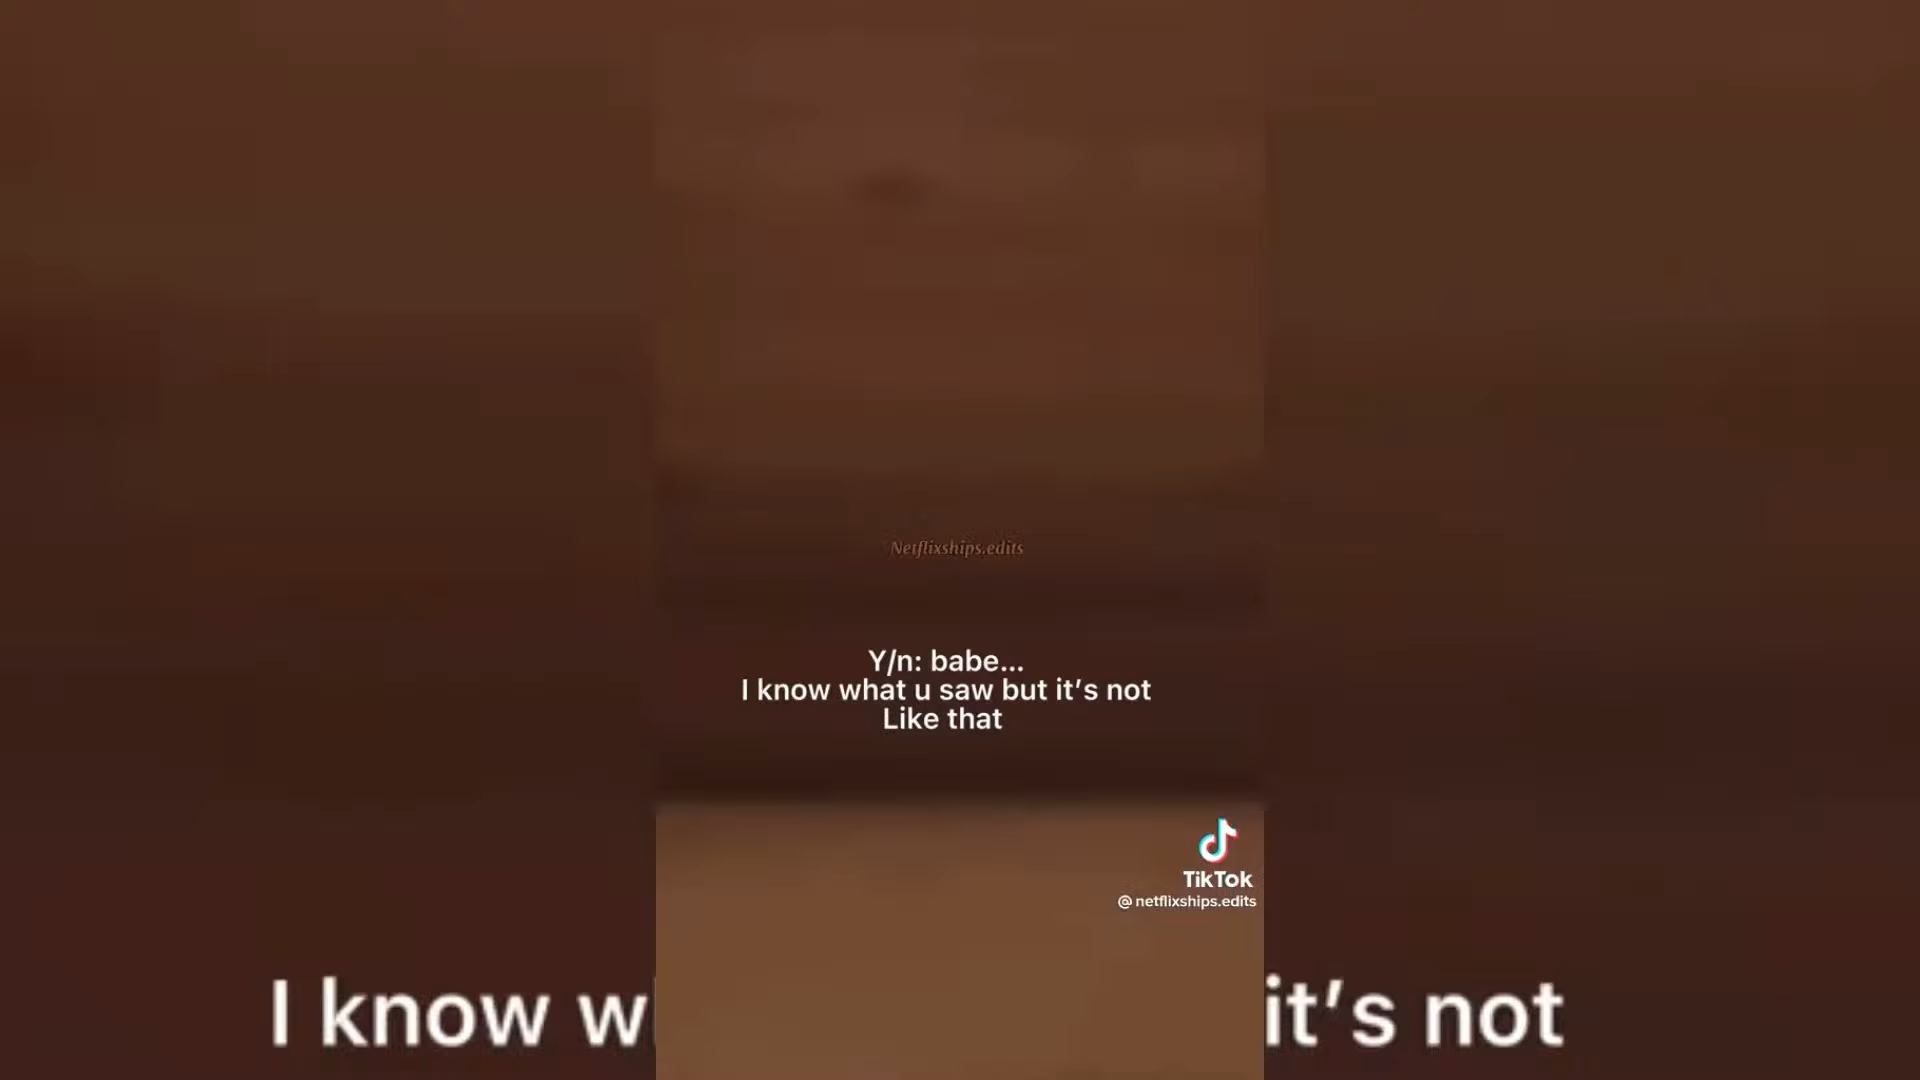 Netflixships.edits
Y/n: babe...
I know what u saw but it's not
Like that
TikTok
@ netflixships.edits
I know w it's not